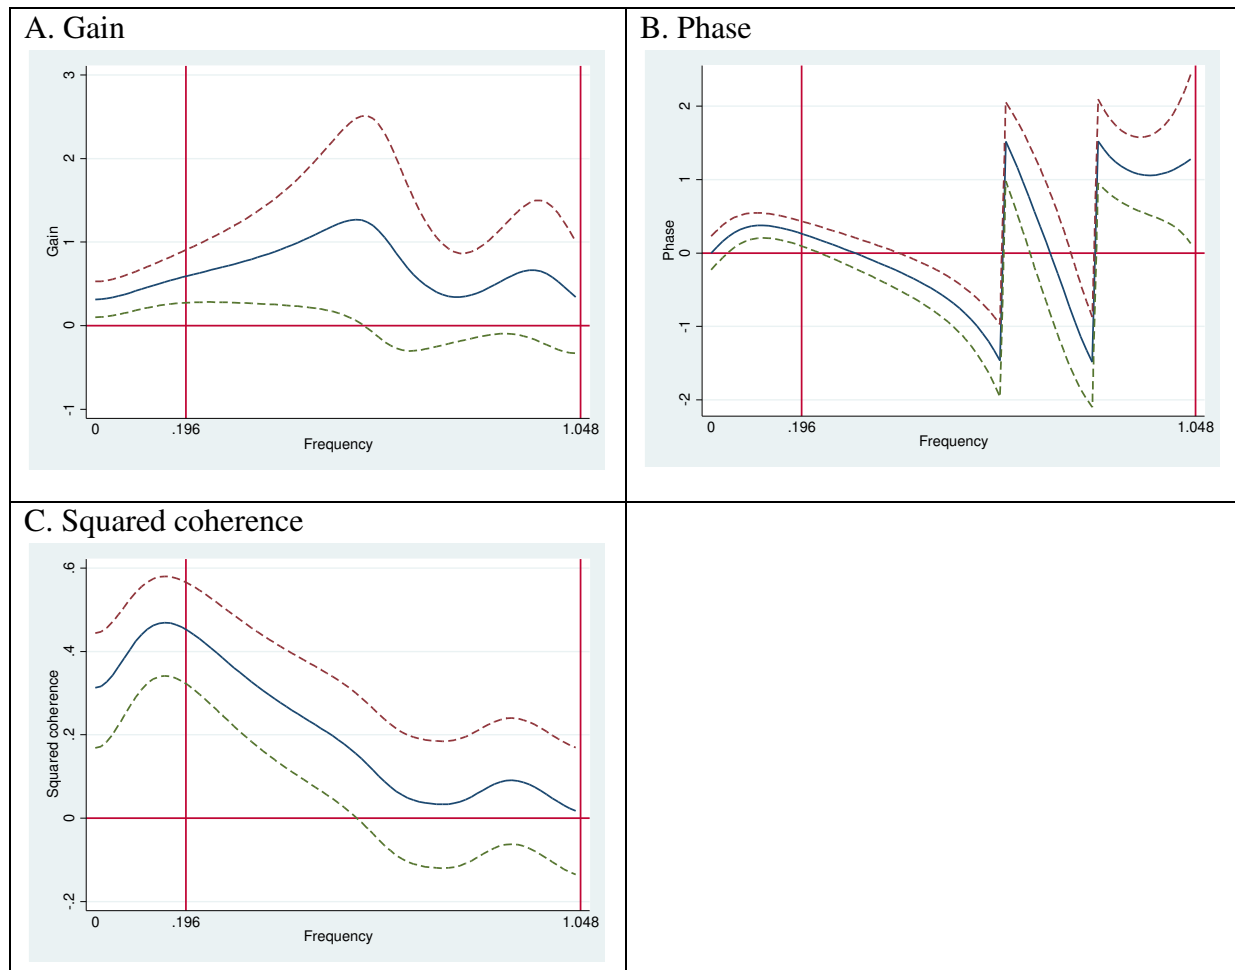 A. Gain
3
2
1
0
-1
Gain
0
.196
1.048
Frequency
B. Phase
2
1
0
-1
-2
Phase
0
.196
1.048
Frequency
C. Squared coherence
.6
.4
.2
0
-.2
Squared coherence
0
.196
1.048
Frequency